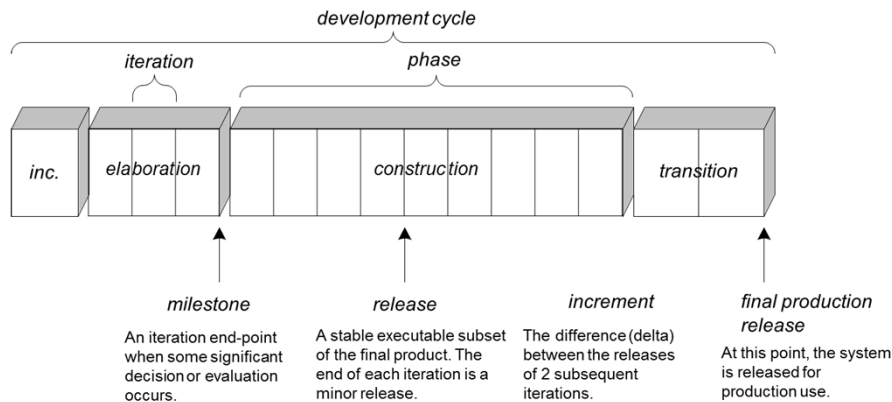 development cycle
iteration
phase
inc.
elaboration
construction
transition
milestone
An iteration end-point
when some significant
decision or evaluation
occurs.
release
A stable executable subset
of the final product. The
end of each iteration is a
minor release.
increment
The difference (delta)
between the releases
of 2 subsequent
iterations.
final production
release
At this point, the system
is released for
production use.